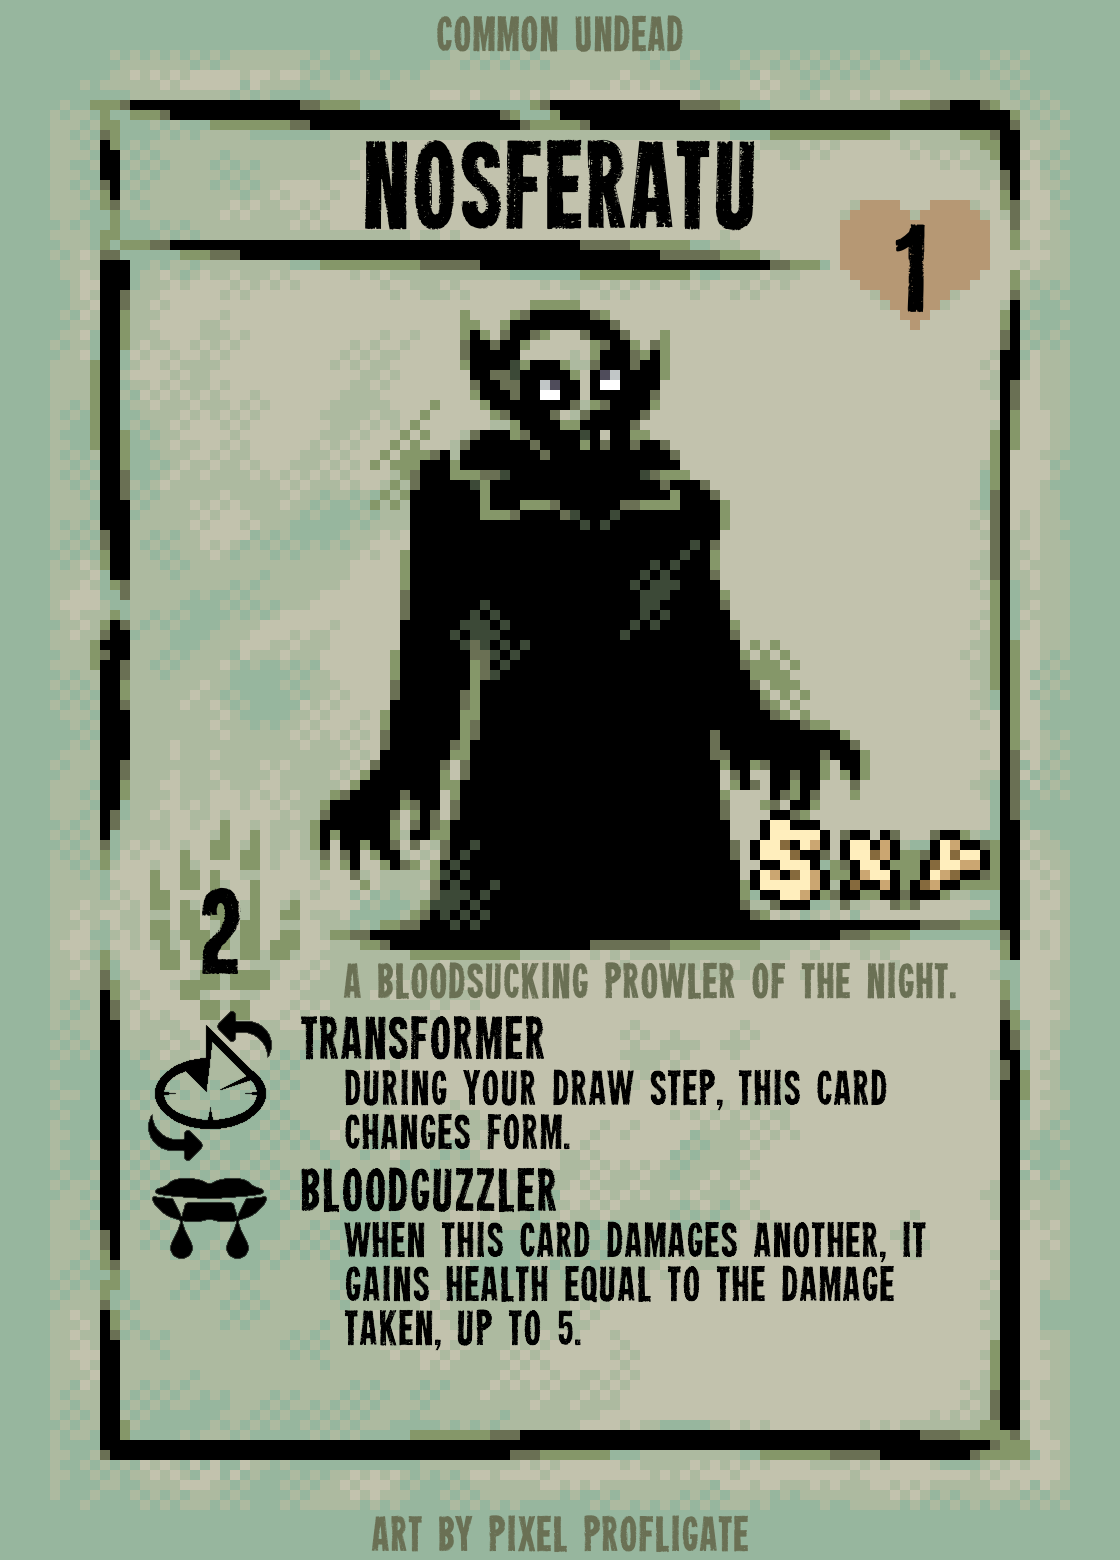 COMMON UNDEAD
NOSFERATU
1
5 X
2
A BLOODSUCKING PROWLER OF THE NIGHT.
TRANSFORMER
DURING YOUR DRAW STEP, THIS CARD
CHANGES FORM.
BLOODGUZZLER
WHEN THIS CARD DAMAGES ANOTHER, IT
GAINS HEALTH EQUAL TO THE DAMAGE
TAKEN, UP TO 5.
ART BY PIXEL PROFLIGATE